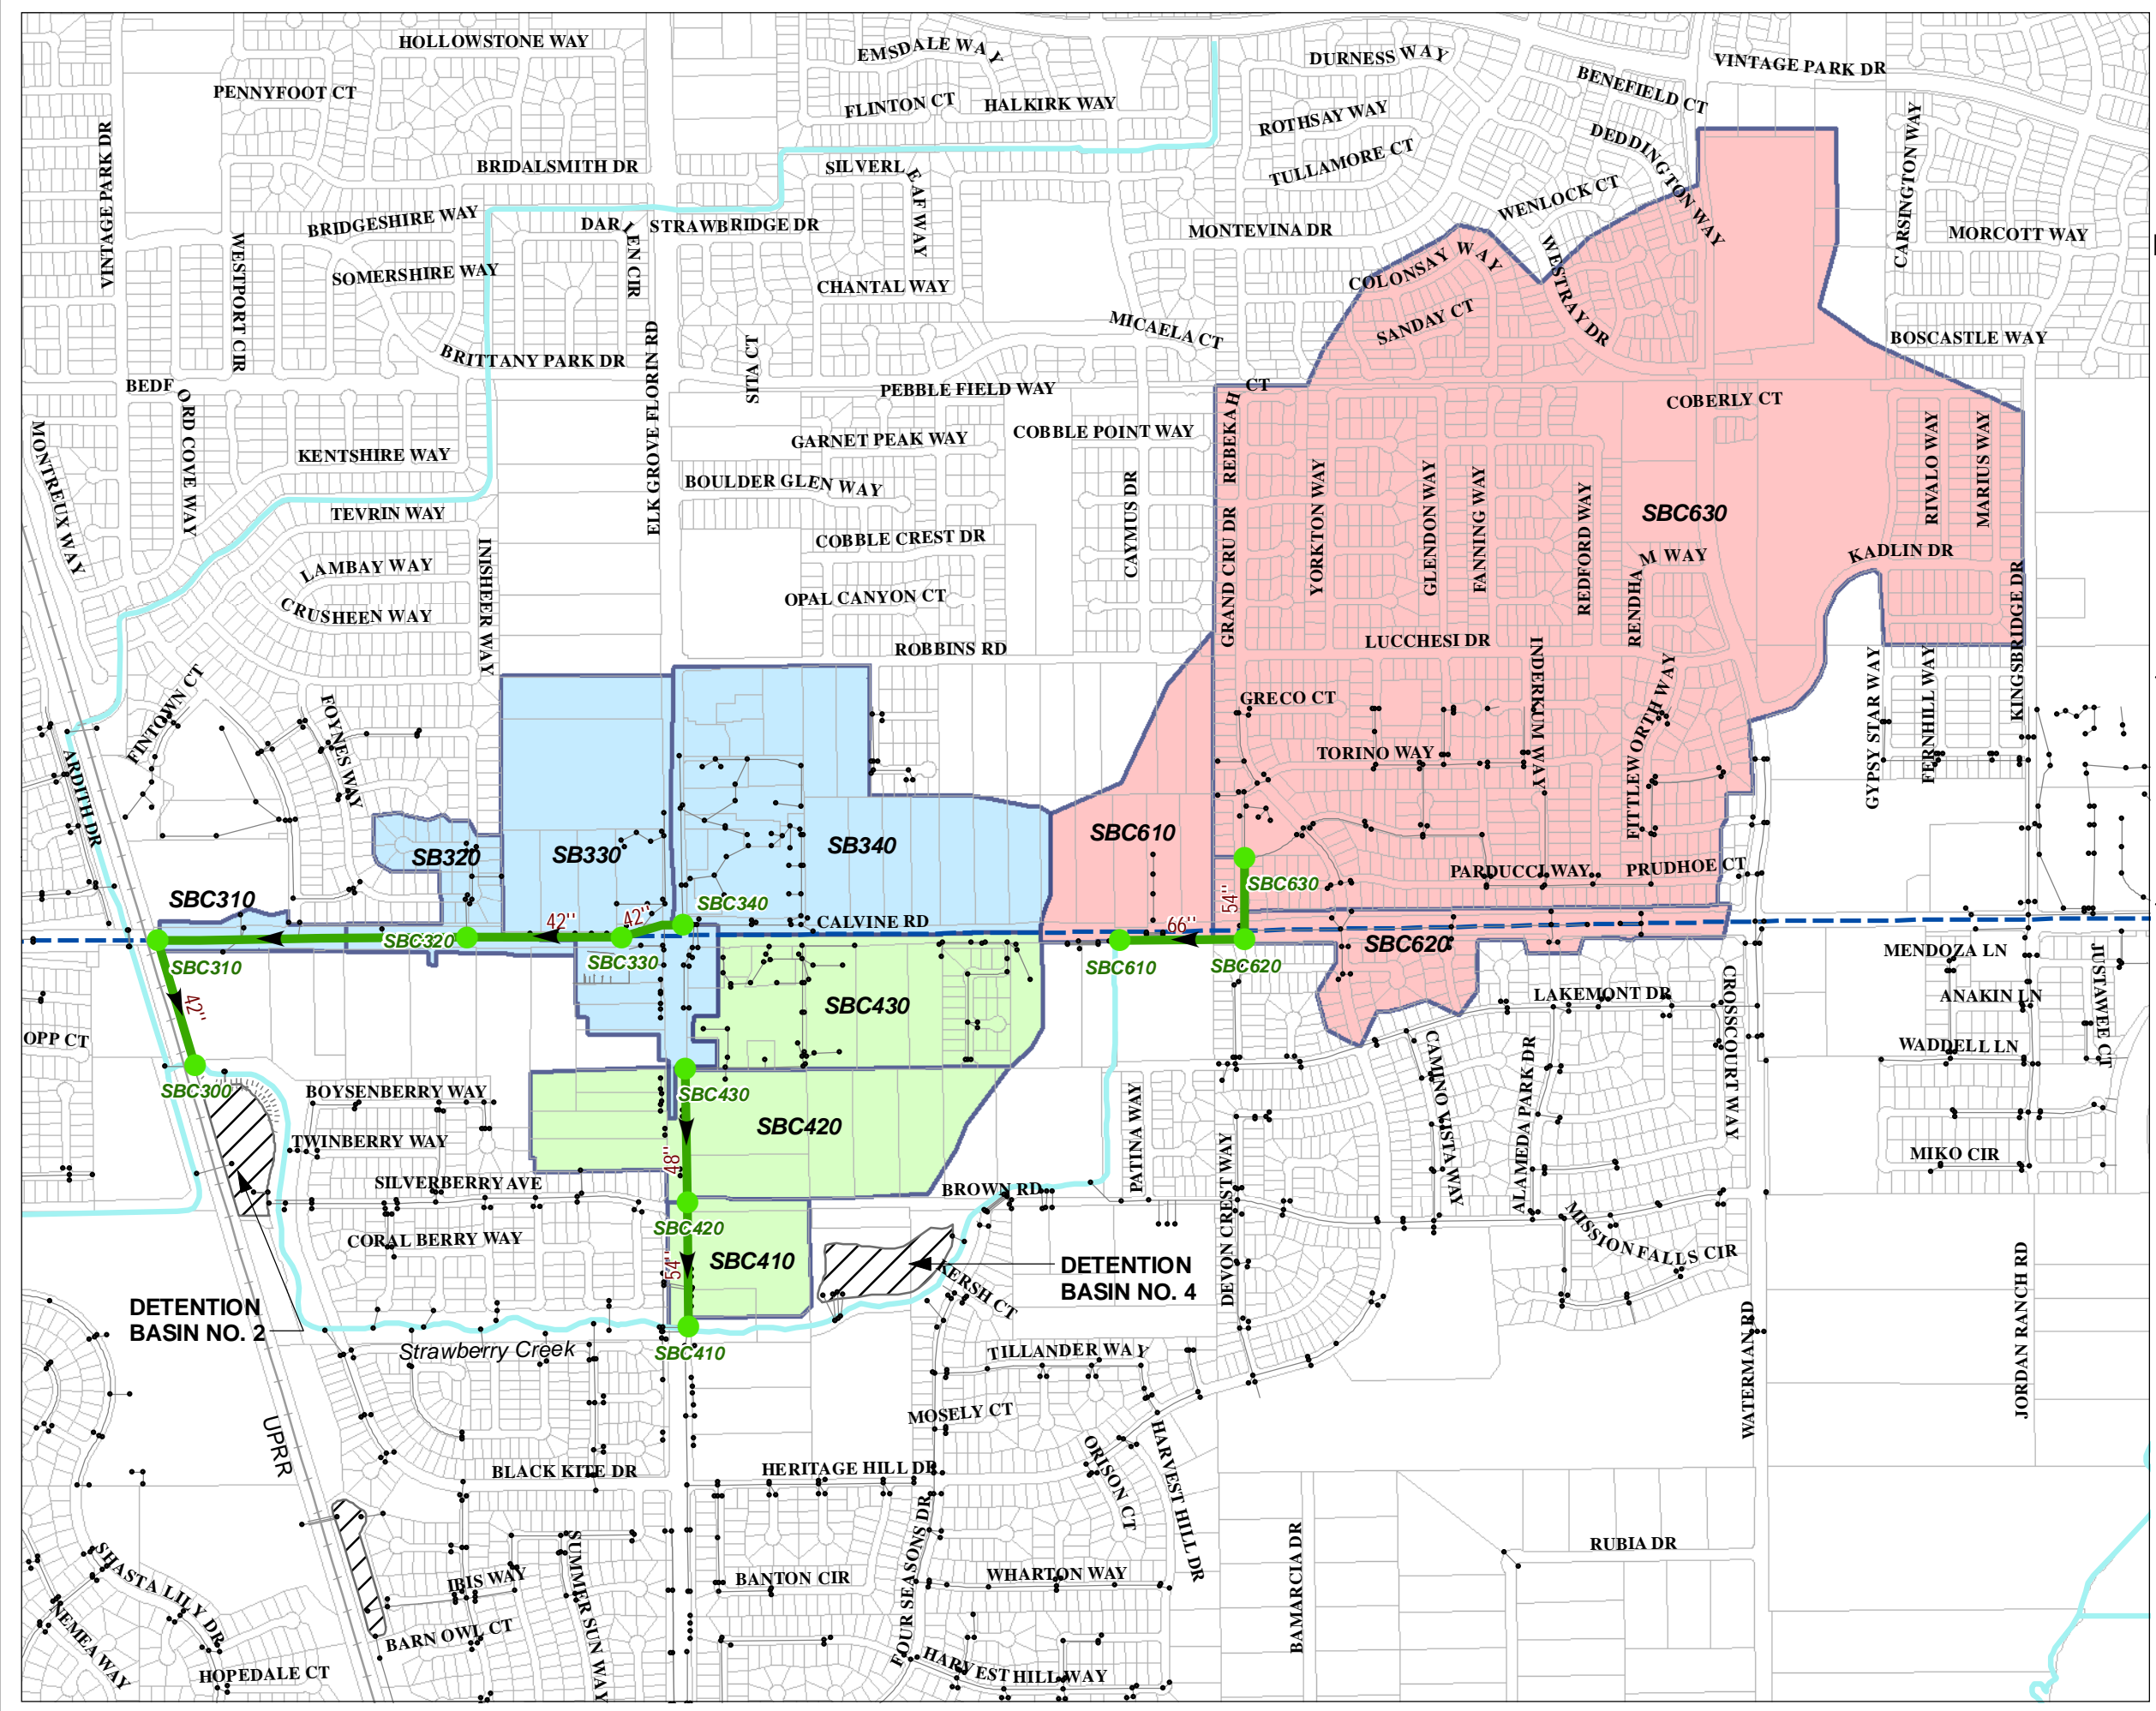 HOLLOWSTONE WAY
EMSDALE WAY
DURNESS WAY
VINTAGE PARK DR
BENEFIELD CT
PENNYFOOT CT
FLINTON CT
HALKIRK WAY
ROTHSAY WAY
DEDDINGTON WAY
CARSINGTON WAY
VINTAGE PARK DR
BRIDALSMITH DR
SILVERLEAF WAY
TULLAMORE CT
WENLOCK CT
BRIDGESHIRE WAY
DARLEN CIR
STRAWBRIDGE DR
MONTEVINA DR
MORCOTT WAY
WESTPORT CIR
SOMERSHIRE WAY
CHANTAL WAY
COLONSAY WAY
WESTRAY DR
SANDAY CT
MICAELA CT
BOSCASTLE WAY
BRITTANY PARK DR
SITA CT
ELK GROVE FLORIN RD
BEDFORD COVE WAY
PEBBLE FIELD WAY
REBEKAH CT
COBERLY CT
MONTREUX WAY
KENTSHIRE WAY
GARNET PEAK WAY
COBBLE POINT WAY
RIVALO WAY
MARIUS WAY
BOULDER GLEN WAY
CAYMUS DR
YORKTON WAY
GLENDON WAY
FANNING WAY
REDFORD WAY
SBC630
TEVRIN WAY
COBBLE CREST DR
GRAND CRU DR
RENDHAM WAY
KADLIN DR
INISHEER WAY
LAMBAY WAY
CRUSHEEN WAY
OPAL CANYON CT
ROBBINS RD
LUCCHESI DR
KINGSBRIDGE DR
FINTOWN CT
FOYNES WAY
GRECO CT
INDERKUM WAY
FITTLEWORTH WAY
GYPSY STAR WAY
FERNHILL WAY
ARDITH DR
TORINO WAY
SB320
SB330
SB340
SBC610
PARDUCCI WAY
PRUDHOE CT
SBC310
SBC340
SBC630
54''
CALVINE RD
42''
42''
66''
SBC320
SBC330
SBC310
SBC610
SBC620
SBC620
MENDOZA LN
JUSTAWEE CT
42''
SBC430
LAKEMONT DR
CROSSCOURT WAY
ANAKIN LN
OPP CT
WADDELL LN
SBC300
SBC430
BOYSENBERRY WAY
CAMINO VISTA WAY
ALAMEDA PARK DR
SBC420
PATINA WAY
TWINBERRY WAY
48''
MIKO CIR
SILVERBERRY AVE
BROWN RD
DEVON CREST WAY
SBC420
CORAL BERRY WAY
MISSION FALLS CIR
SBC410
54''
DETENTION
BASIN NO. 4
KERSH CT
DETENTION
BASIN NO. 2
JORDAN RANCH RD
WATERMAN RD
Strawberry Creek
SBC410
TILLANDER WAY
MOSELY CT
UPRR
ORISON CT
HARVEST HILL DR
BLACK KITE DR
HERITAGE HILL DR
SHASTA LILY DR
SUMMER SUN WAY
FOUR SEASONS DR
BAMARCIA DR
RUBIA DR
IBIS WAY
BANTON CIR
WHARTON WAY
NEMEA WAY
BARN OWL CT
HOPEDALE CT
HARVEST HILL WAY